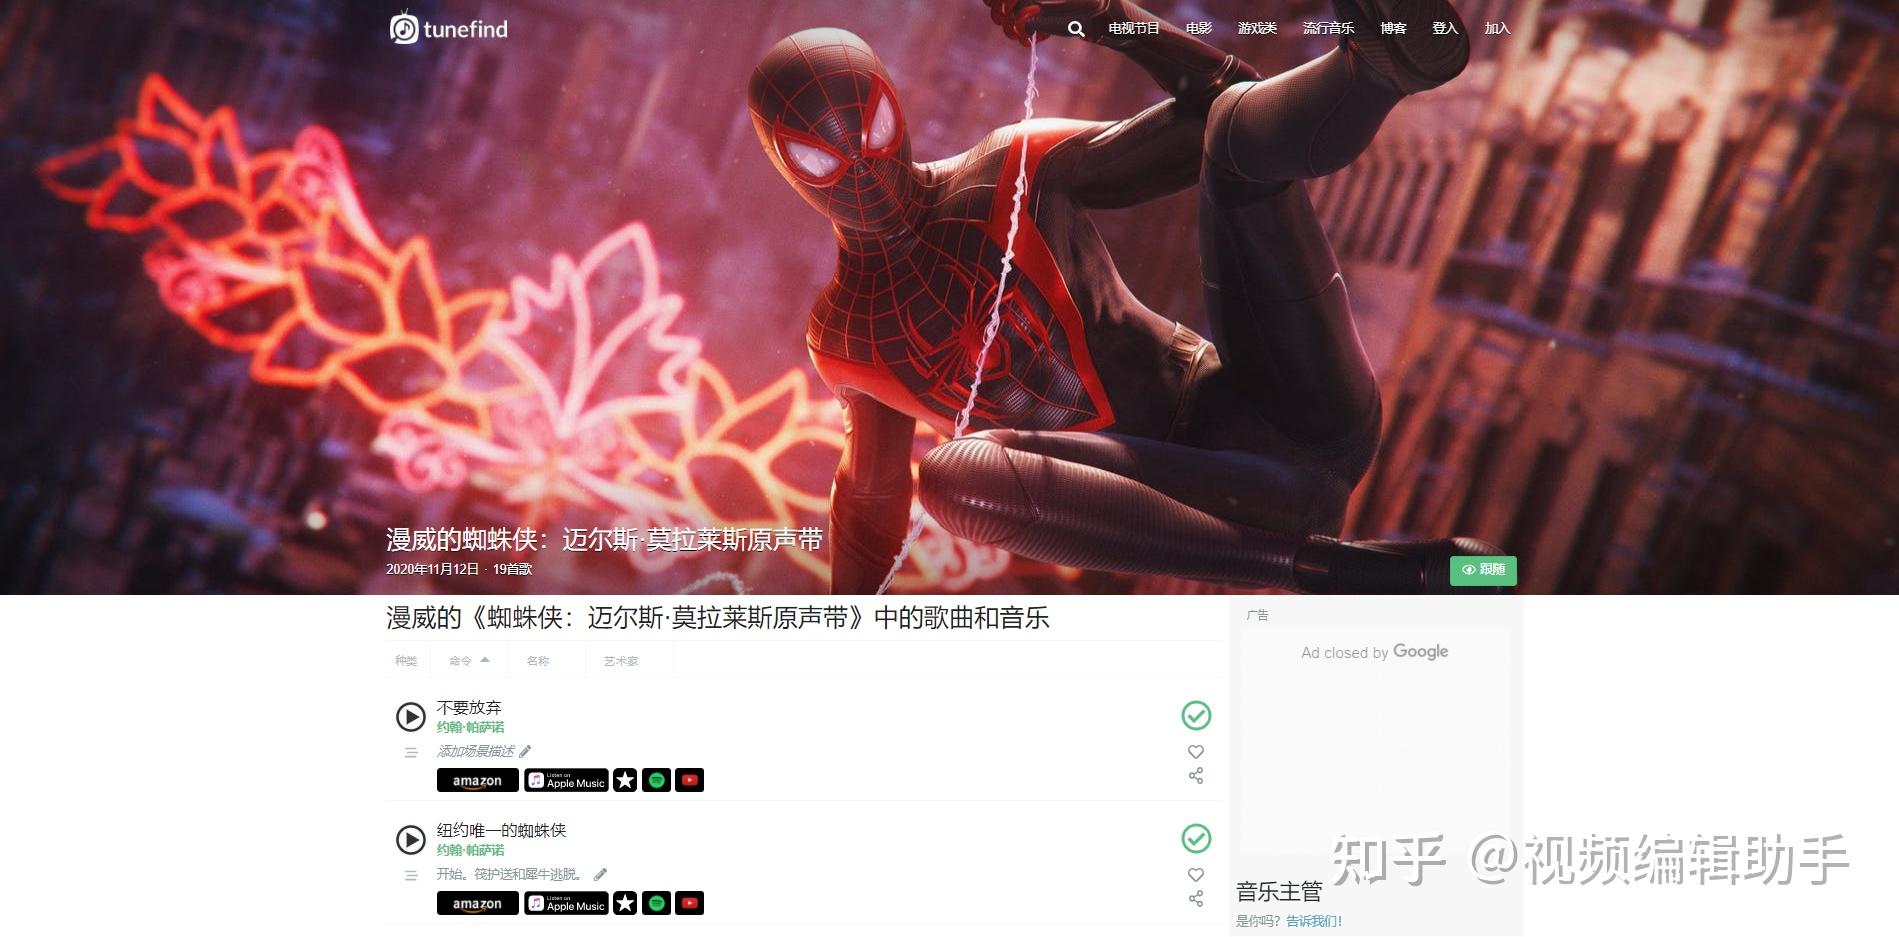 tunefind
电视节目 电影 游戏类 流行音乐 博客 登入 加入
漫威的蜘蛛侠：迈尔斯·莫拉莱斯原声带
2020年11月12日 · 19首歌
跟随
漫威的《蜘蛛侠：迈尔斯·莫拉莱斯原声带》中的歌曲和音乐
种类 命令 名称 艺术家
不要放弃
约翰·帕萨诺
添加场景描述
amazon Listen on Apple Music
纽约唯一的蜘蛛侠
约翰·帕萨诺
开始。筏护送和犀牛逃脱。
amazon Listen on Apple Music
广告
Ad closed by Google
音乐主管
是你吗？告诉我们！
知乎 @视频编辑助手